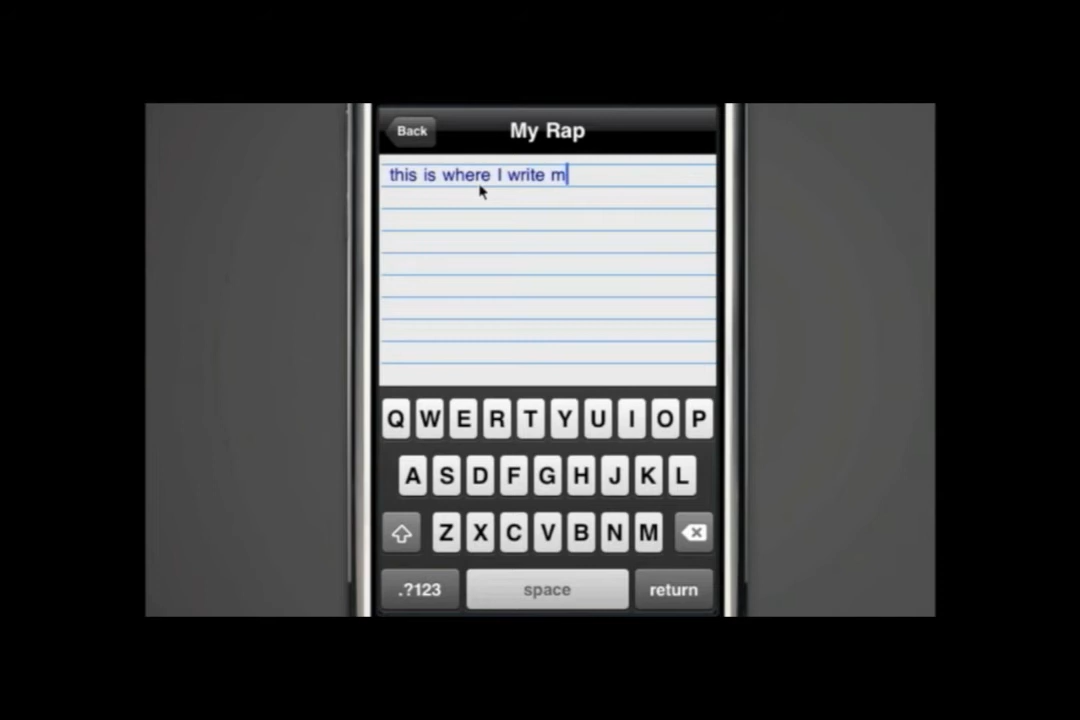 Back
My Rap
this is where I write m
Q W E R T Y U I O P
A S D F G H J K L
Z X C V B N M
.?123 space return